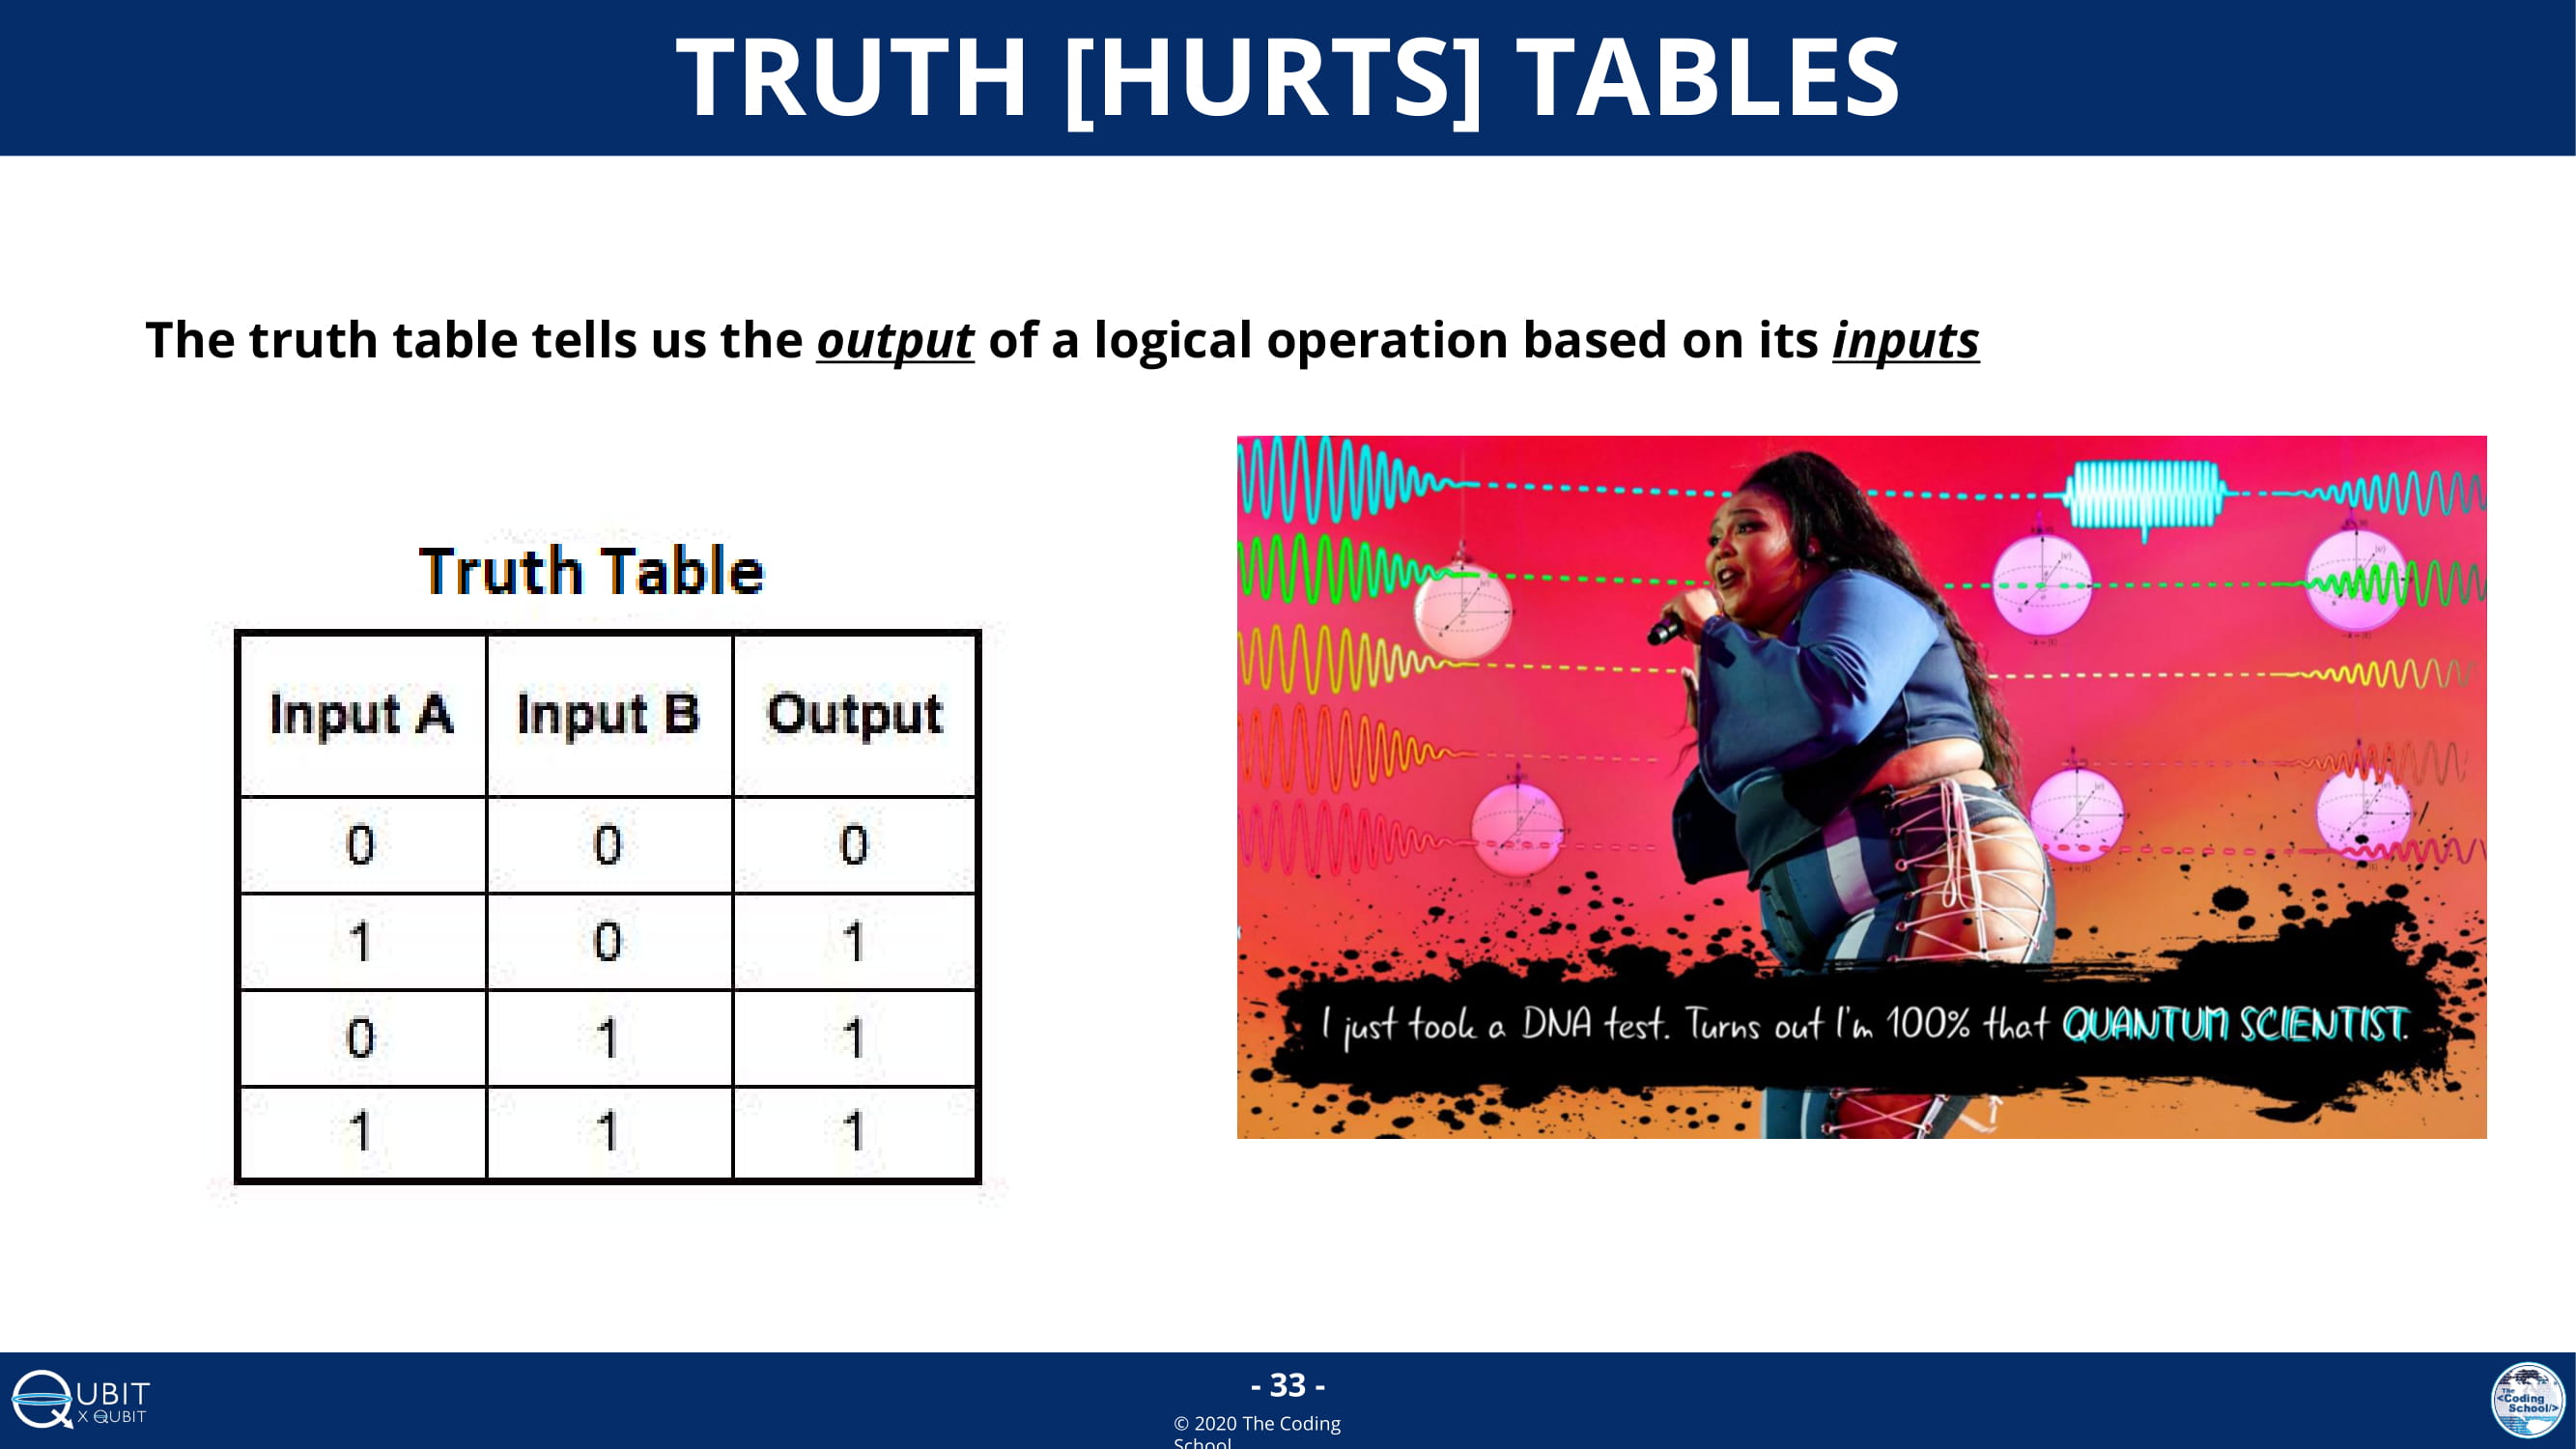 TRUTH [HURTS] TABLES
The truth table tells us the output of a logical operation based on its inputs
Truth Table
Input A Input B Output
0 0 0
1 0 1
0 1 1
1 1 1
I just took a DNA test. Turns out I'm 100% that QUANTUM SCIENTIST.
QUBIT
X QUBIT
- 33 -
© 2020 The Coding
School
The
<Coding
School/>